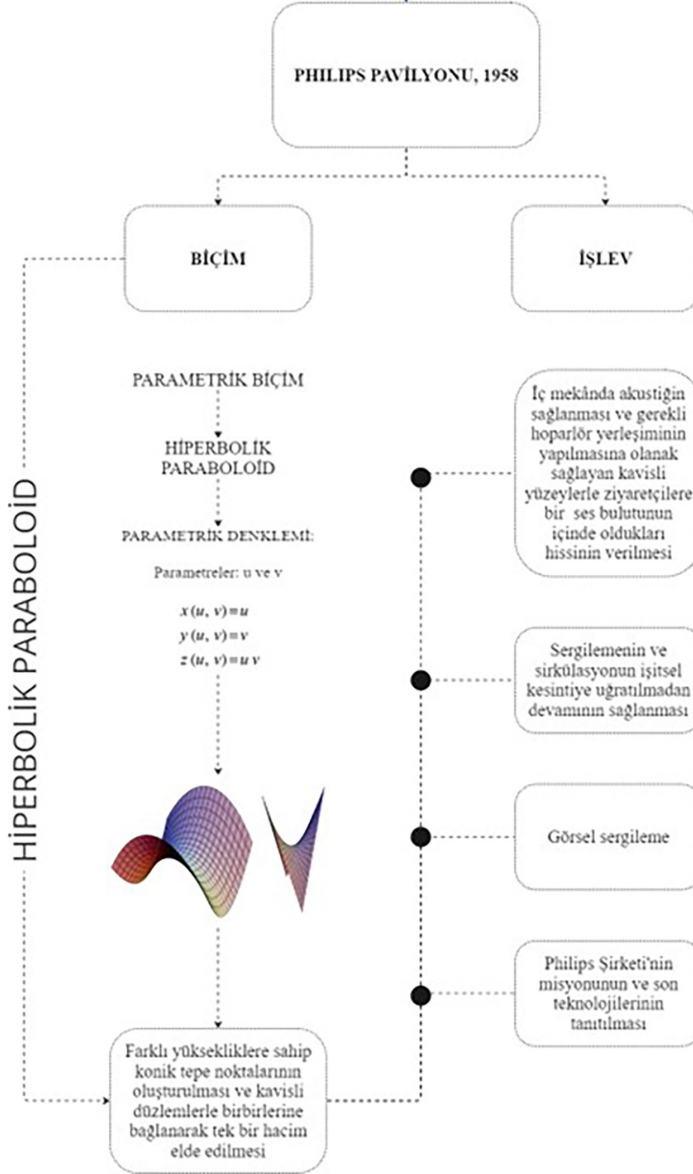 PHILIPS PAVİLYONU, 1958
BİÇİM
İŞLEV
HİPERBOLİK PARABOLOİD
PARAMETRİK BİÇİM
HİPERBOLİK
PARABOLOİD
PARAMETRİK DENKLEMİ:
Parametreler: u ve v
x (u, v)=u
y (u, v)=v
z (u, v)=u v
Farklı yüksekliklere sahip
konik tepe noktalarının
oluşturulması ve kavisli
düzlemlerle birbirlerine
bağlanarak tek bir hacim
elde edilmesi
İç mekânda akustiğin
sağlanması ve gerekli
hoparlör yerleşiminin
yapılmasına olanak
sağlayan kavisli
yüzeylerle ziyaretçilere
bir ses bulutunun
içinde oldukları
hissinin verilmesi
Sergilemenin ve
sirkülasyonun işitsel
kesintiye uğratılmadan
devamının sağlanması
Görsel sergileme
Philips Şirketi'nin
misyonunun ve son
teknolojilerinin
tanıtılması